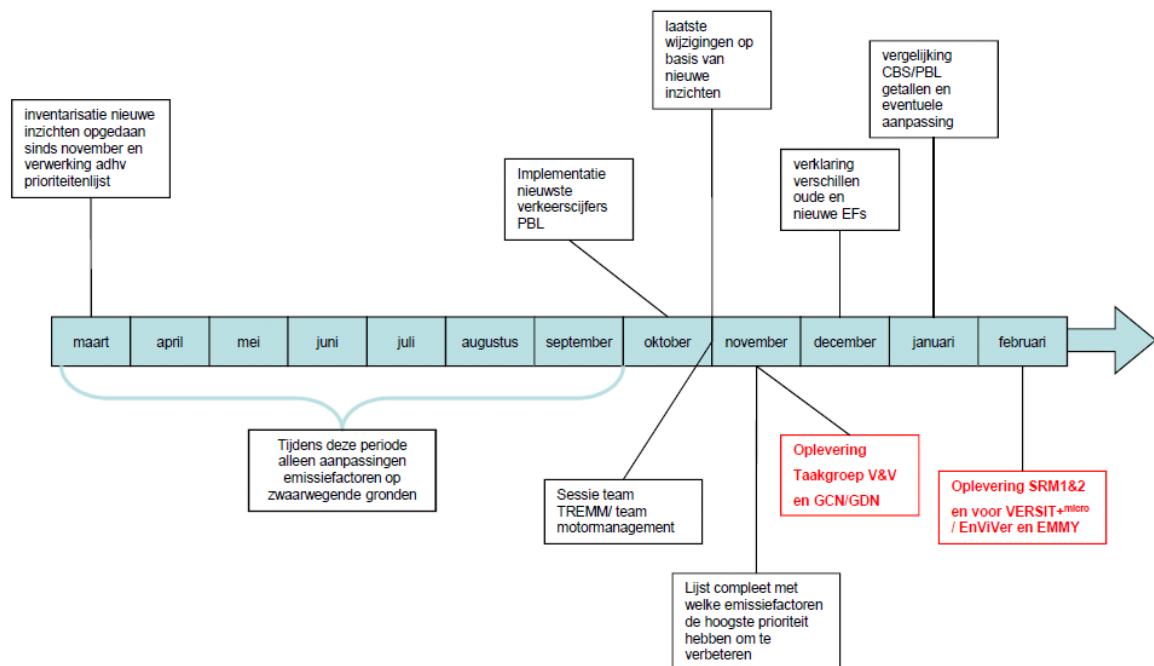 inventarisatie nieuwe
inzichten opgedaan
sinds november en
verwerking adhv
prioriteitenlijst
Implementatie
nieuwste
verkeerscijfers
PBL
laatste
wijzigingen op
basis van
nieuwe
inzichten
verklaring
verschillen
oude en
nieuwe EFs
vergelijking
CBS/PBL
getallen en
eventuele
aanpassing
maart april mei juni juli augustus september oktober november december januari februari
Tijdens deze periode
alleen aanpassingen
emissiefactoren op
zwaarwegende gronden
Sessie team
TREMM/ team
motormanagement
Lijst compleet met
welke emissiefactoren
de hoogste prioriteit
hebben om te
verbeteren
Oplevering
Taakgroep V&V
en GCN/GDN
Oplevering SRM1&2
en voor VERSIT+micro
/ EnViVer en EMMY